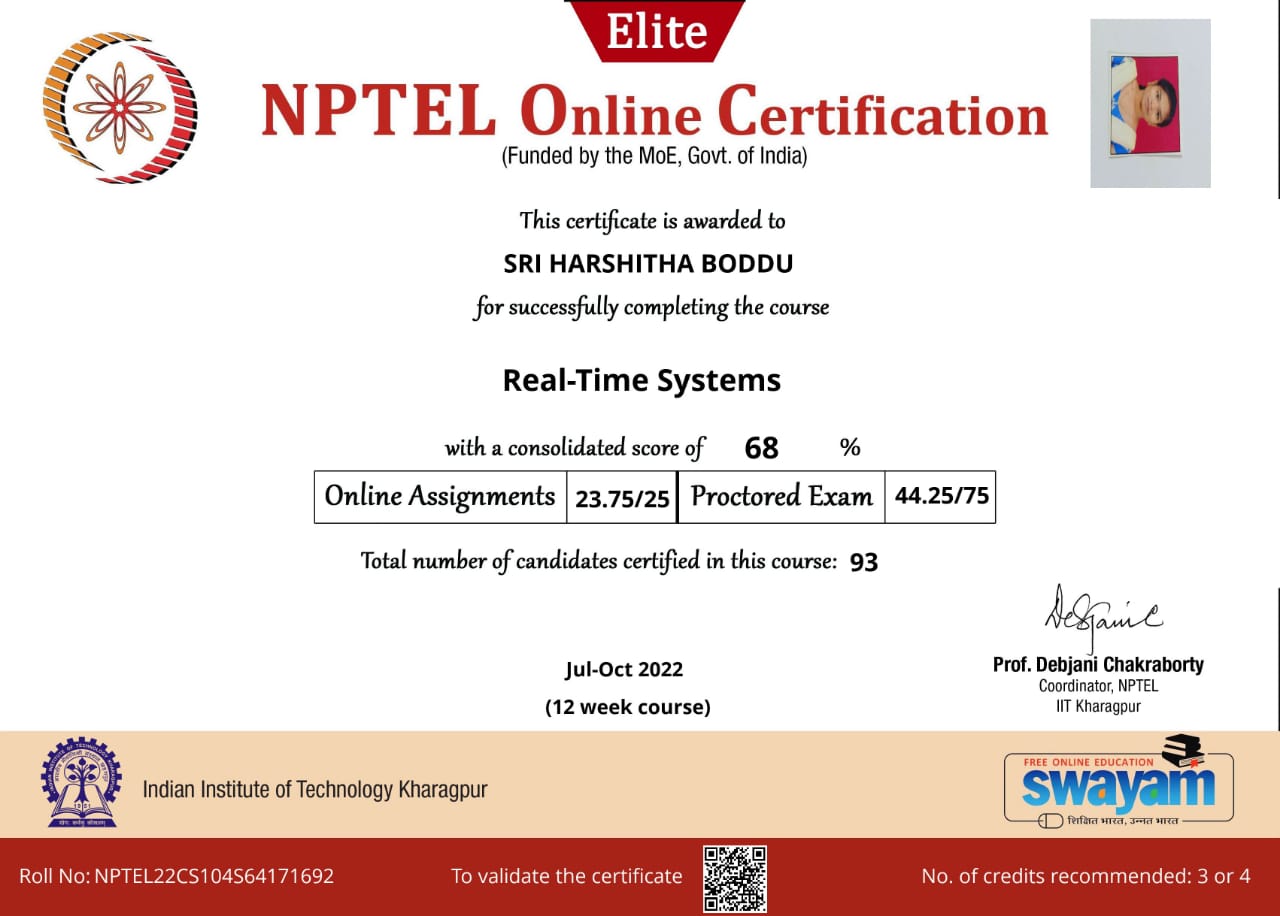 Elite
NPTEL Online Certification
(Funded by the MoE, Govt. of India)
This certificate is awarded to
SRI HARSHITHA BODDU
for successfully completing the course
Real-Time Systems
with a consolidated score of 68 %
Online Assignments 23.75/25 Proctored Exam 44.25/75
Total number of candidates certified in this course: 93
Jul-Oct 2022
(12 week course)
Prof. Debjani Chakraborty
Coordinator, NPTEL
IIT Kharagpur
Indian Institute of Technology Kharagpur
FREE ONLINE EDUCATION
swayam
शिक्षित भारत, उन्नत भारत
Roll No: NPTEL22CS104S64171692
To validate the certificate
No. of credits recommended: 3 or 4